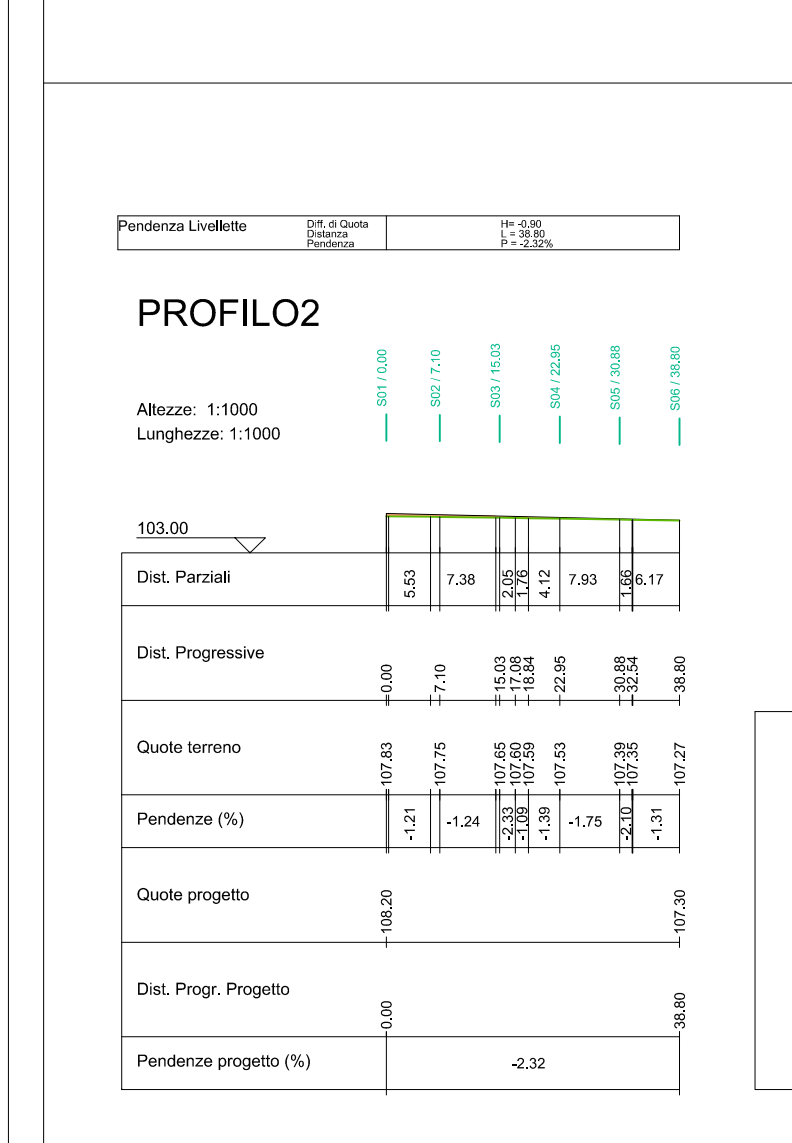 Pendenza Livellette
Diff. di Quota
Distanza
Pendenza
H= -0.90
L = 38.80
P = -2.32%
PROFILO2
Altezze: 1:1000
Lunghezze: 1:1000
S01 / 0.00
S02 / 7.10
S03 / 15.03
S04 / 22.95
S05 / 30.88
S06 / 38.80
103.00
Dist. Parziali
5.53
7.38
2.05
1.76
4.12
7.93
1.66
6.17
Dist. Progressive
0.00
7.10
15.03
17.08
18.84
22.95
30.88
32.54
38.80
Quote terreno
107.83
107.75
107.65
107.60
107.59
107.53
107.39
107.35
107.27
Pendenze (%)
-1.21
-1.24
-2.33
-1.09
-1.39
-1.75
-2.10
-1.31
Quote progetto
108.20
107.30
Dist. Progr. Progetto
0.00
38.80
Pendenze progetto (%)
-2.32